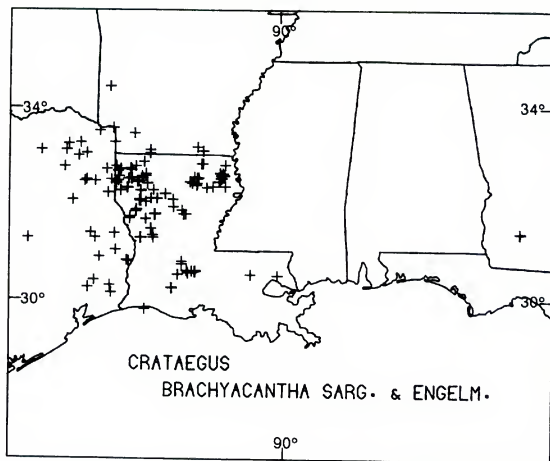 90°
34° 34°
30° 30°
CRATAEGUS
BRACHYACANTHA SARG. & ENGELM.
90°